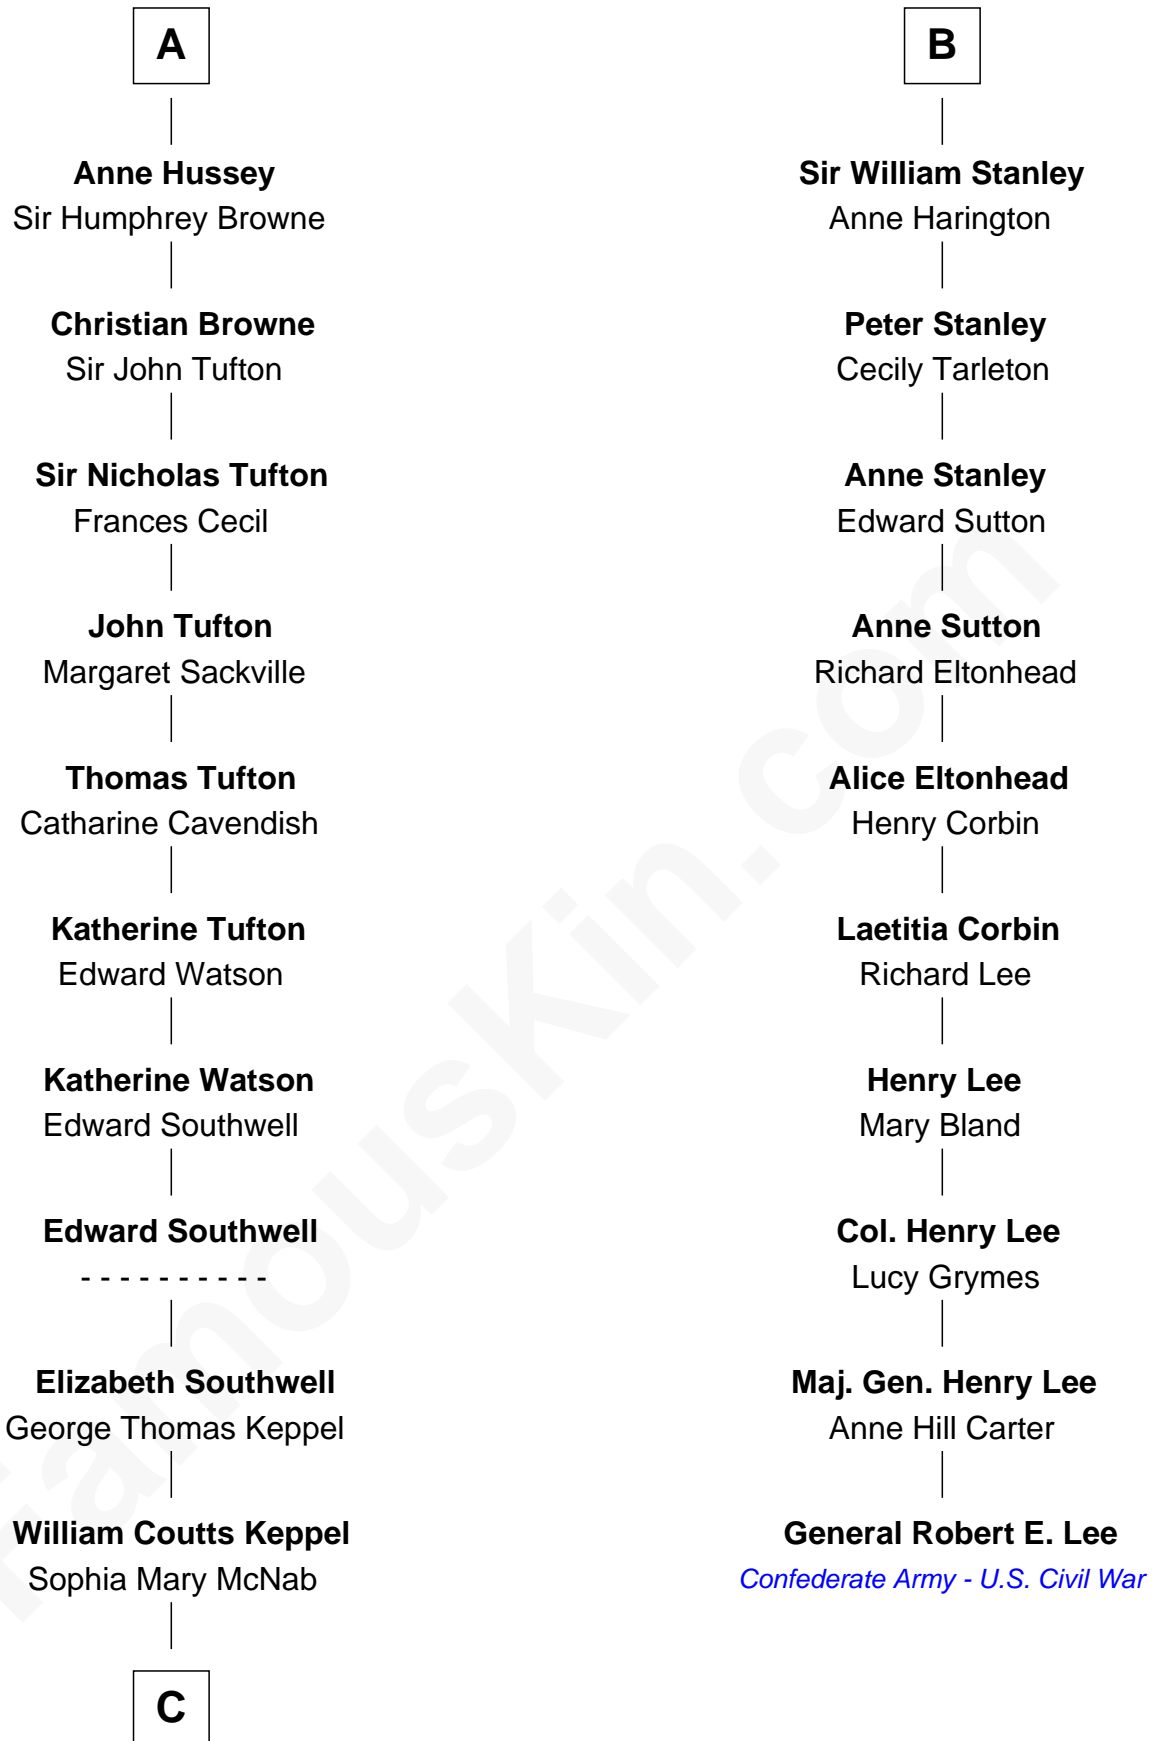 A
Anne Hussey
Sir Humphrey Browne
Christian Browne
Sir John Tufton
Sir Nicholas Tufton
Frances Cecil
John Tufton
Margaret Sackville
Thomas Tufton
Catharine Cavendish
Katherine Tufton
Edward Watson
Katherine Watson
Edward Southwell
Edward Southwell
- - - - - - - - - -
Elizabeth Southwell
George Thomas Keppel
William Coutts Keppel
Sophia Mary McNab
C
B
Sir William Stanley
Anne Harington
Peter Stanley
Cecily Tarleton
Anne Stanley
Edward Sutton
Anne Sutton
Richard Eltonhead
Alice Eltonhead
Henry Corbin
Laetitia Corbin
Richard Lee
Henry Lee
Mary Bland
Col. Henry Lee
Lucy Grymes
Maj. Gen. Henry Lee
Anne Hill Carter
General Robert E. Lee
Confederate Army - U.S. Civil War
FamousKin.com